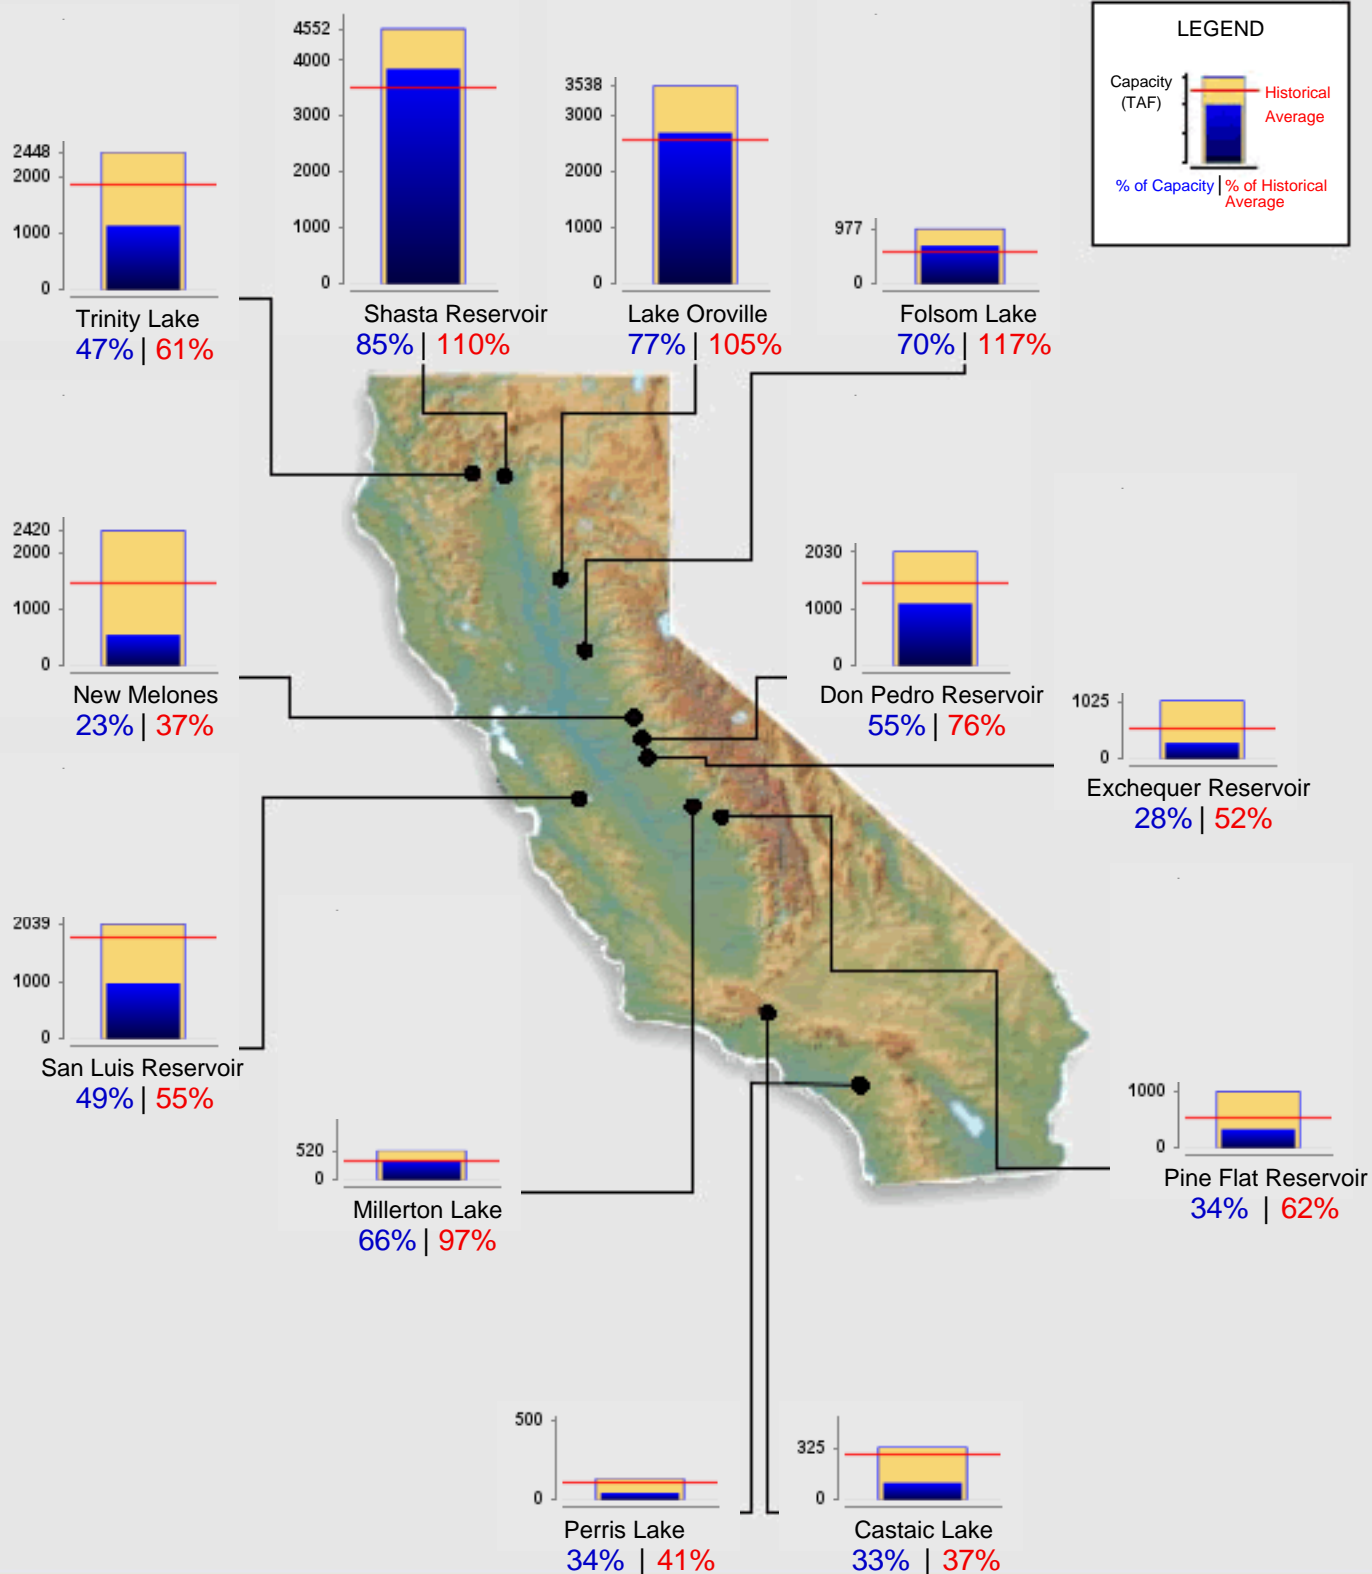 LEGEND
Capacity
(TAF)
Historical
Average
% of Capacity | % of Historical
Average
2448
2000
1000
0
Trinity Lake
47% | 61%
4552
4000
3000
2000
1000
0
Shasta Reservoir
85% | 110%
3538
3000
2000
1000
0
Lake Oroville
77% | 105%
977
0
Folsom Lake
70% | 117%
2420
2000
1000
0
New Melones
23% | 37%
2030
1000
0
Don Pedro Reservoir
55% | 76%
1025
0
Exchequer Reservoir
28% | 52%
2039
1000
0
San Luis Reservoir
49% | 55%
520
0
Millerton Lake
66% | 97%
1000
0
Pine Flat Reservoir
34% | 62%
500
0
Perris Lake
34% | 41%
325
0
Castaic Lake
33% | 37%